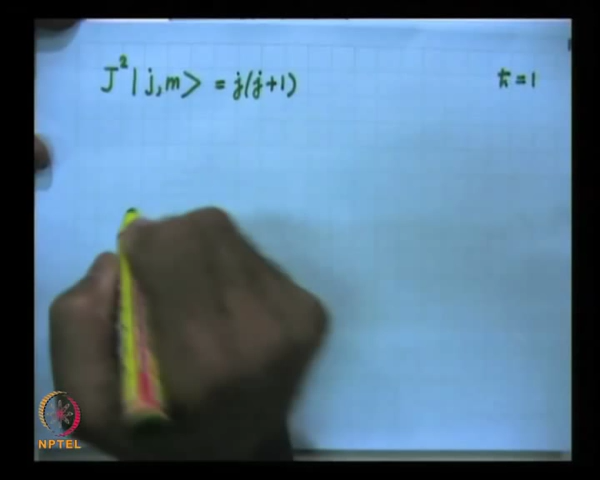 J²|j,m> = j(j+1)
ħ=1
NPTEL